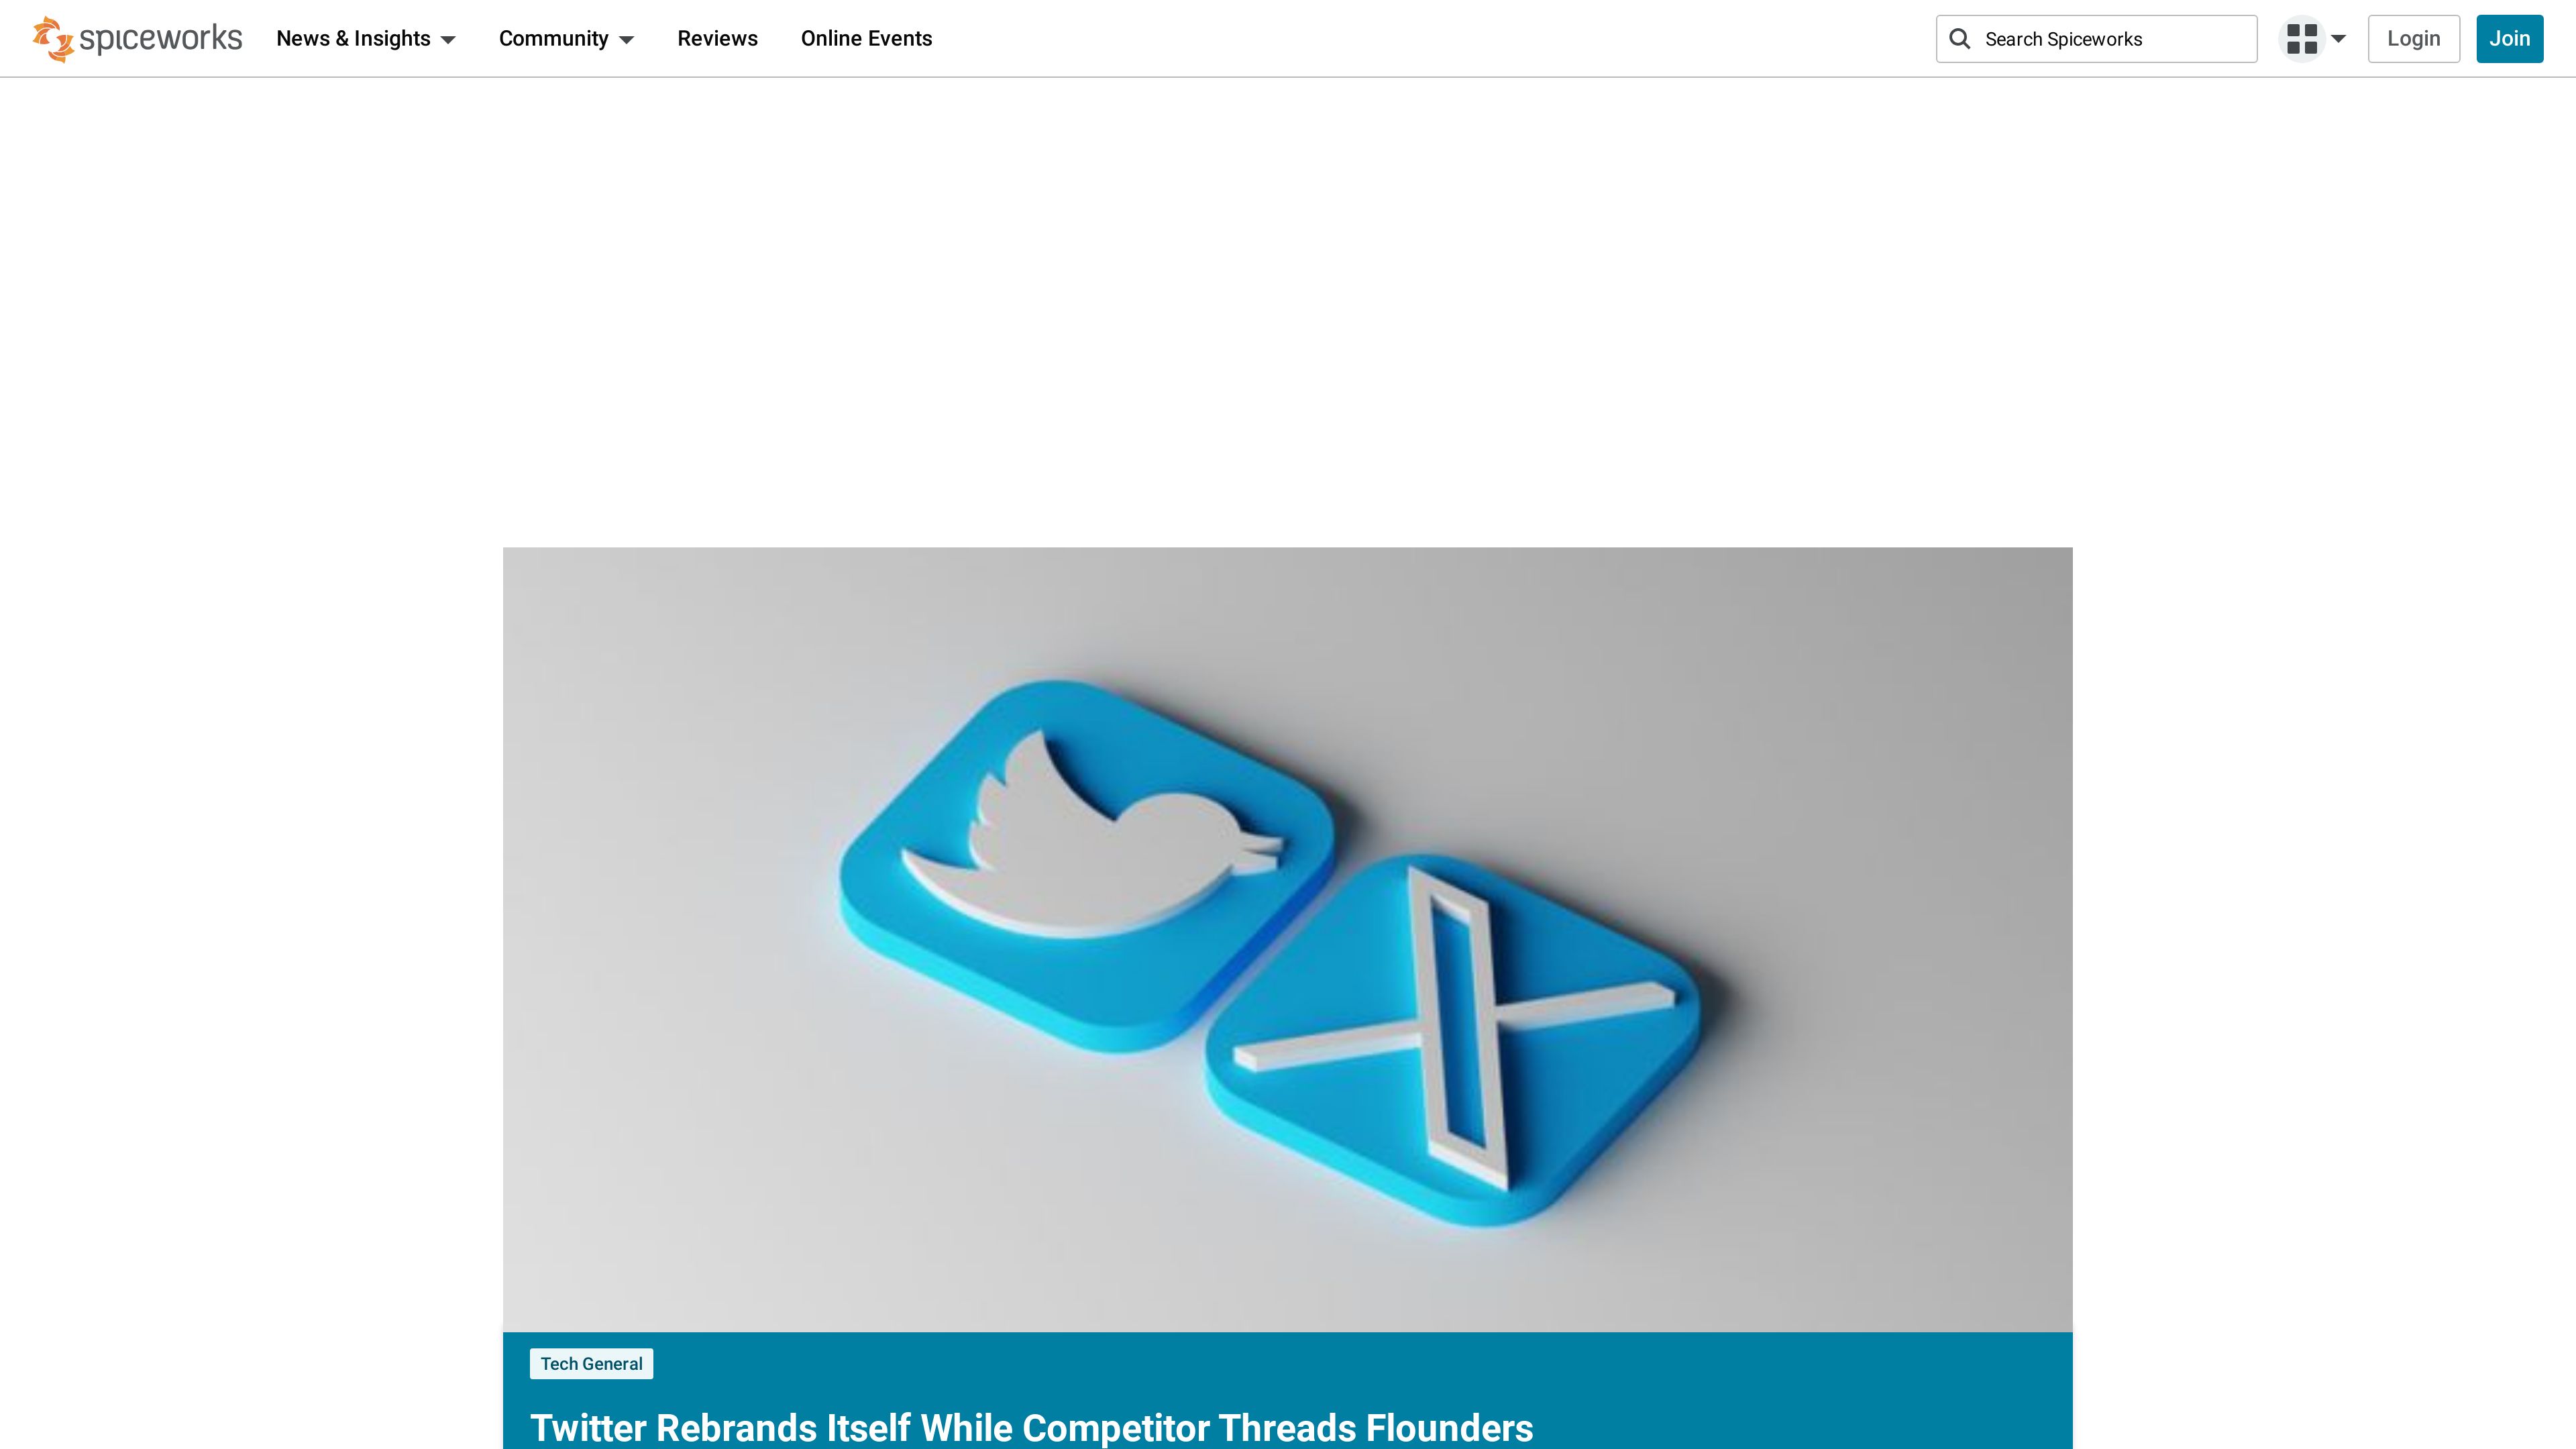 spiceworks
News & Insights
Community
Reviews
Online Events
Search Spiceworks
Login
Join
Tech General
Twitter Rebrands Itself While Competitor Threads Flounders